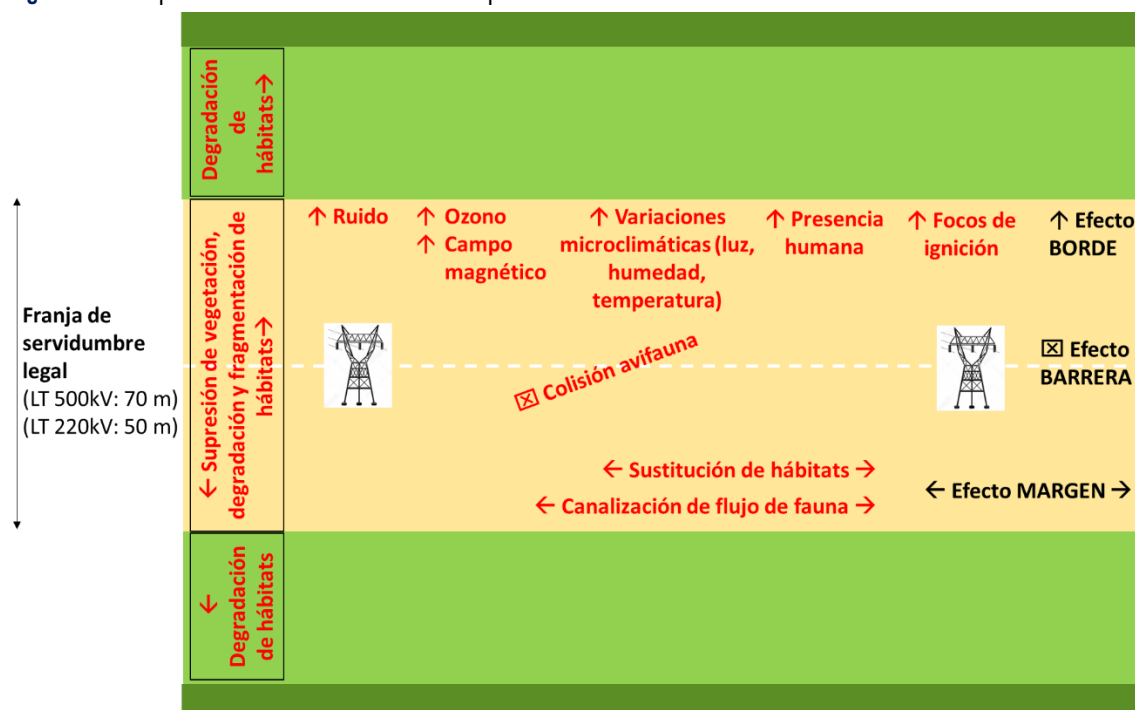 Degradación
de
hábitats→
← Supresión de vegetación,
degradación y fragmentación de
hábitats→
←
Degradación
de hábitats
Franja de
servidumbre
legal
(LT 500kV: 70 m)
(LT 220kV: 50 m)
↑ Ruido
↑ Ozono
↑ Campo
magnético
↑ Variaciones
microclimáticas (luz,
humedad,
temperatura)
↑ Presencia
humana
↑ Focos de
ignición
↑ Efecto
BORDE
☒ Colisión avifauna
☒ Efecto
BARRERA
← Sustitución de hábitats →
← Canalización de flujo de fauna →
← Efecto MARGEN →